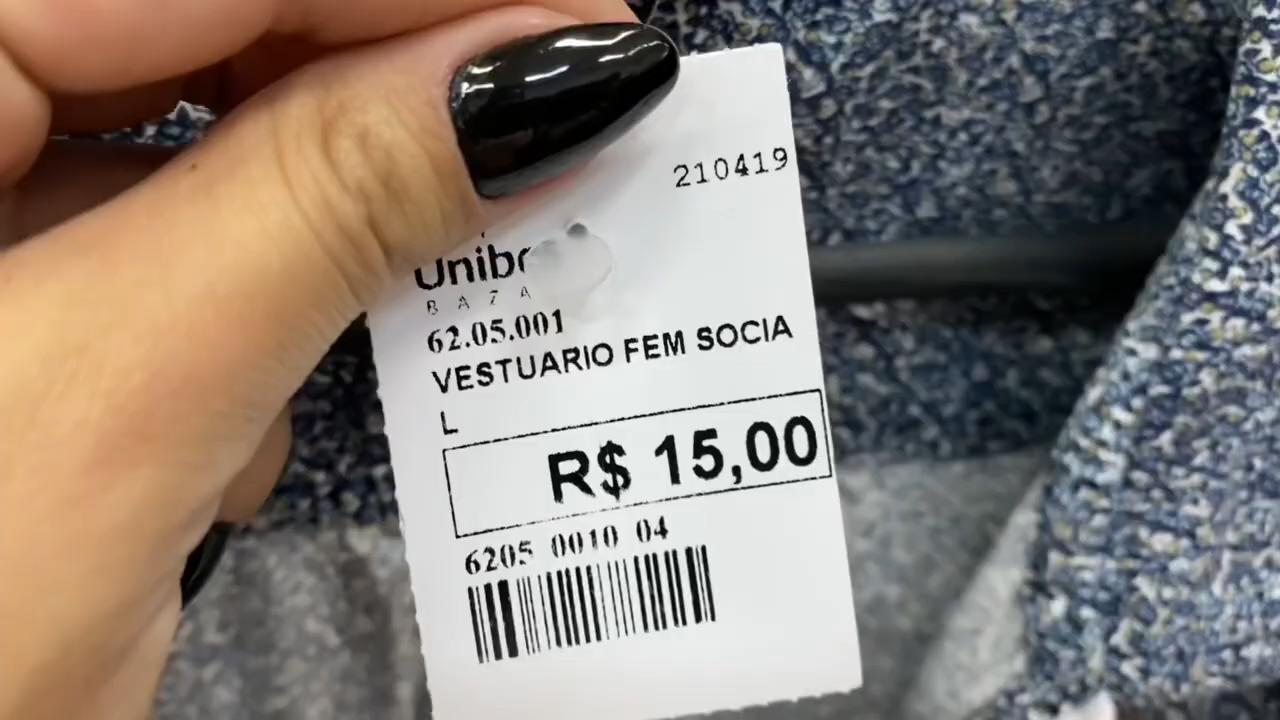 210419
B A Z A
62.05.001
VESTUARIO FEM SOCIA
L
R$ 15,00
6205 0010 04